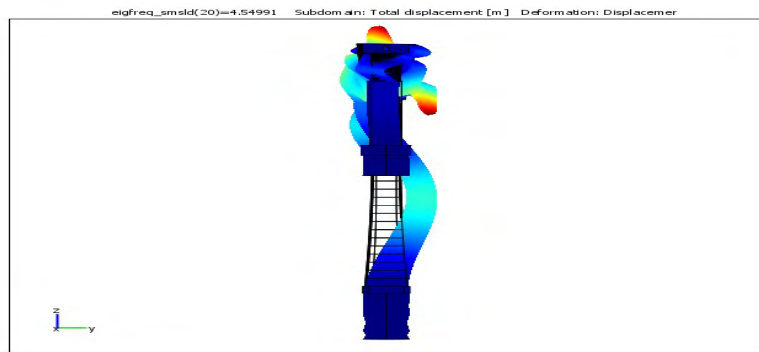 eigfreq_smsld(20)=4.54991 Subdomain: Total displacement [m] Deformation: Displacemer
z
x y